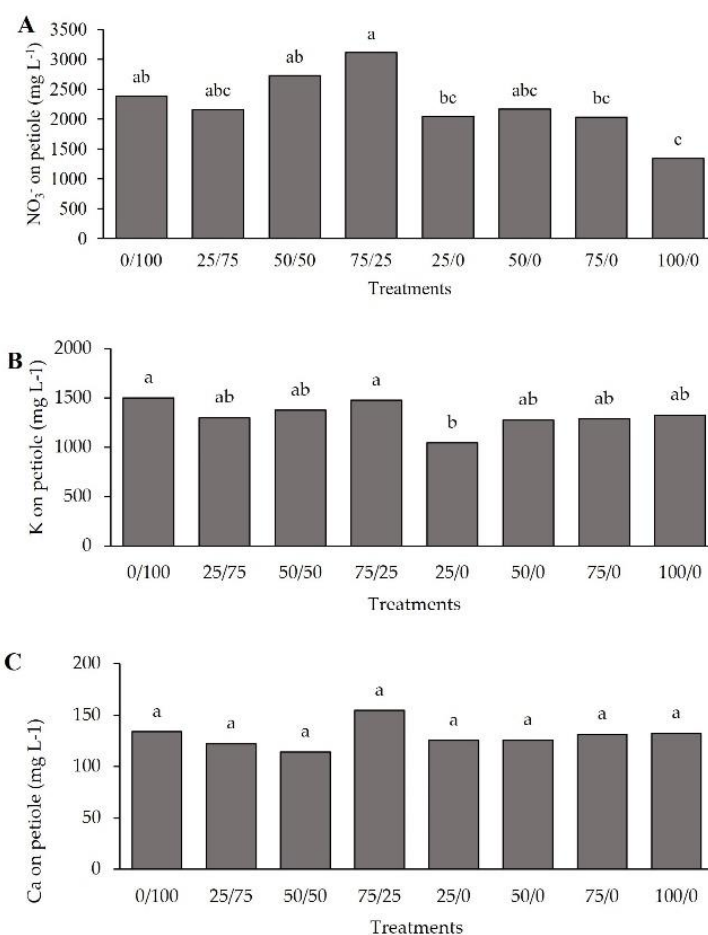 A
NO₃⁻ on petiole (mg L⁻¹)
3500
3000
2500
2000
1500
1000
500
0
ab abc ab a bc abc bc c
0/100 25/75 50/50 75/25 25/0 50/0 75/0 100/0
Treatments
B
K on petiole (mg L-1)
2000
1500
1000
500
0
a ab ab a b ab ab ab
0/100 25/75 50/50 75/25 25/0 50/0 75/0 100/0
Treatments
C
Ca on petiole (mg L-1)
200
150
100
50
0
a a a a a a a a
0/100 25/75 50/50 75/25 25/0 50/0 75/0 100/0
Treatments